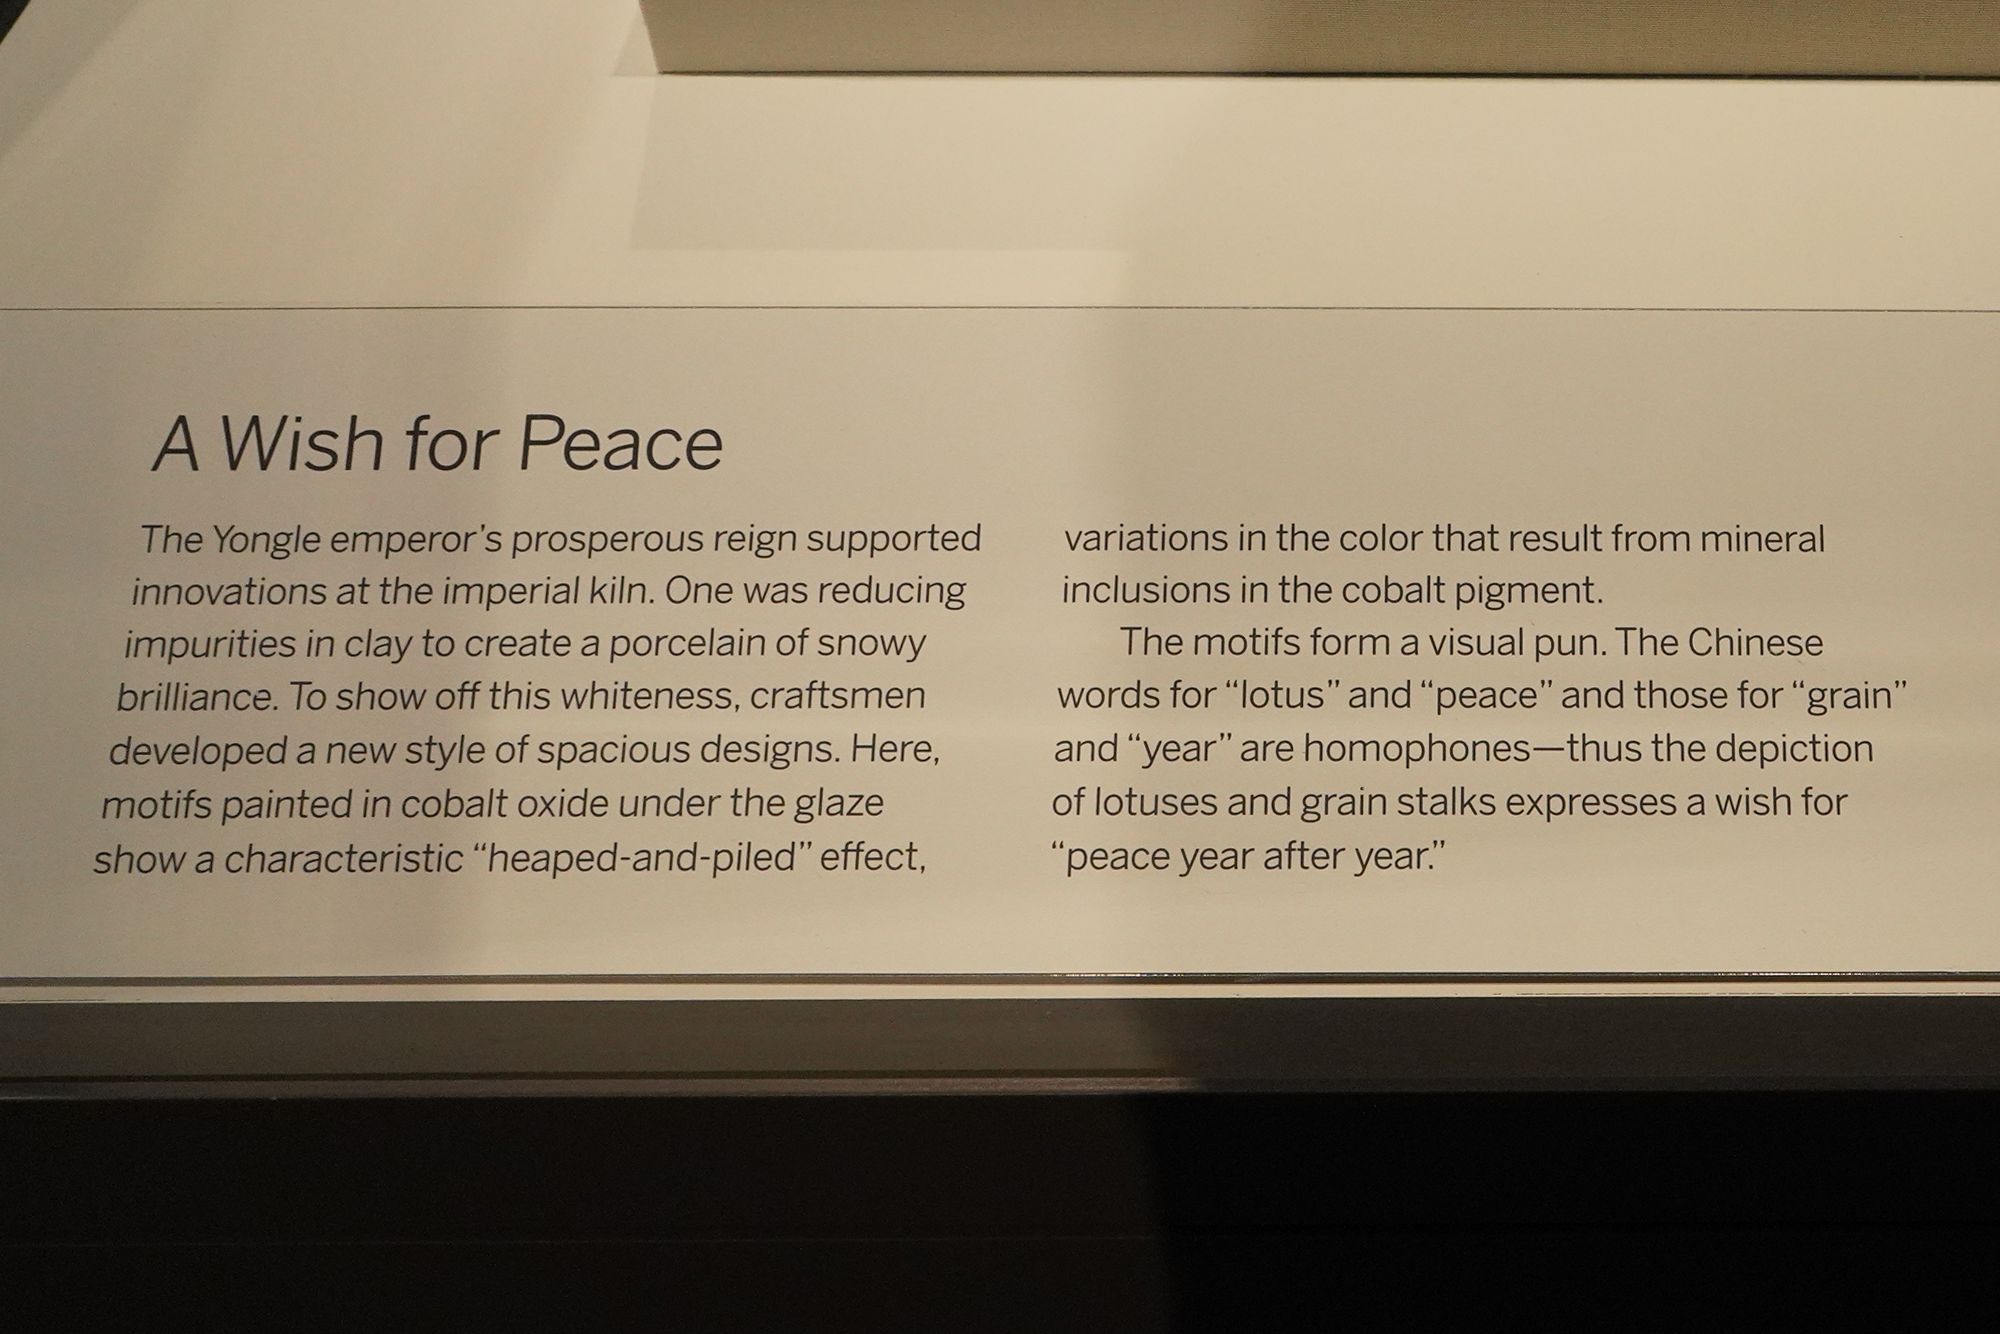 A Wish for Peace
The Yongle emperor’s prosperous reign supported
innovations at the imperial kiln. One was reducing
impurities in clay to create a porcelain of snowy
brilliance. To show off this whiteness, craftsmen
developed a new style of spacious designs. Here,
motifs painted in cobalt oxide under the glaze
show a characteristic “heaped-and-piled” effect,
variations in the color that result from mineral
inclusions in the cobalt pigment.
The motifs form a visual pun. The Chinese
words for “lotus” and “peace” and those for “grain”
and “year” are homophones—thus the depiction
of lotuses and grain stalks expresses a wish for
“peace year after year.”